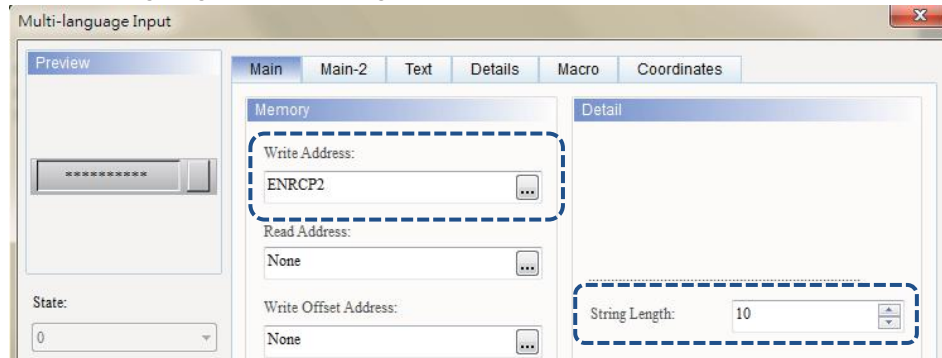 Multi-language Input
Preview
Main Main-2 Text Details Macro Coordinates
Memory
Detail
Write Address:
ENRCP2
...
**********
Read Address:
None
...
State:
Write Offset Address:
String Length: 10
0
None
...